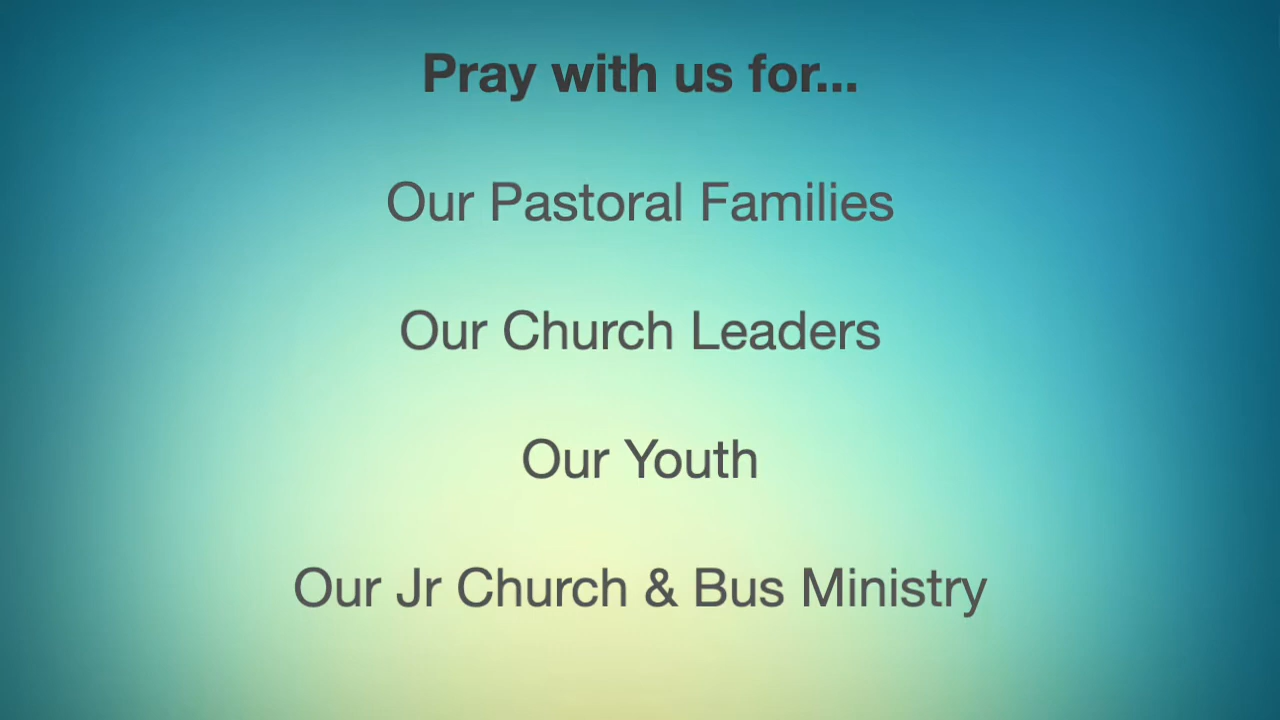 Pray with us for...
Our Pastoral Families
Our Church Leaders
Our Youth
Our Jr Church & Bus Ministry